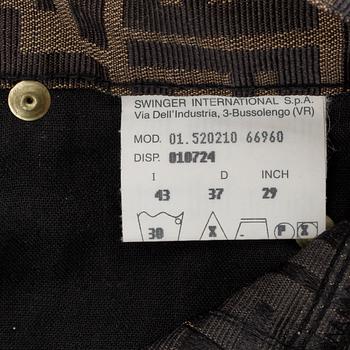 SWINGER INTERNATIONAL S.p.A.
Via Dell'Industria, 3-Bussolengo (VR)
MOD. 01.520210 66960
DISP. 010724
I D INCH
43 37 29
30 X P X